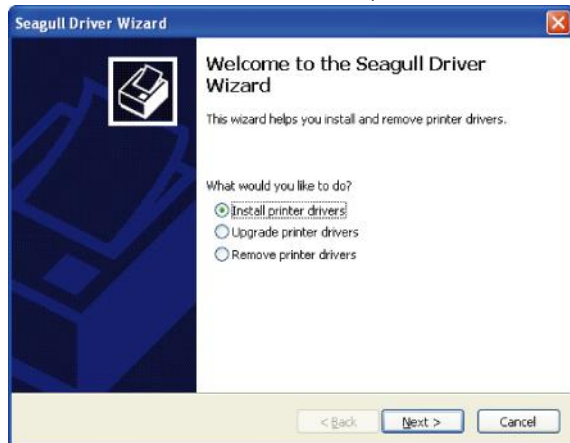 Seagull Driver Wizard
Welcome to the Seagull Driver
Wizard
This wizard helps you install and remove printer drivers.
What would you like to do?
Install printer drivers
Upgrade printer drivers
Remove printer drivers
< Back
Next >
Cancel